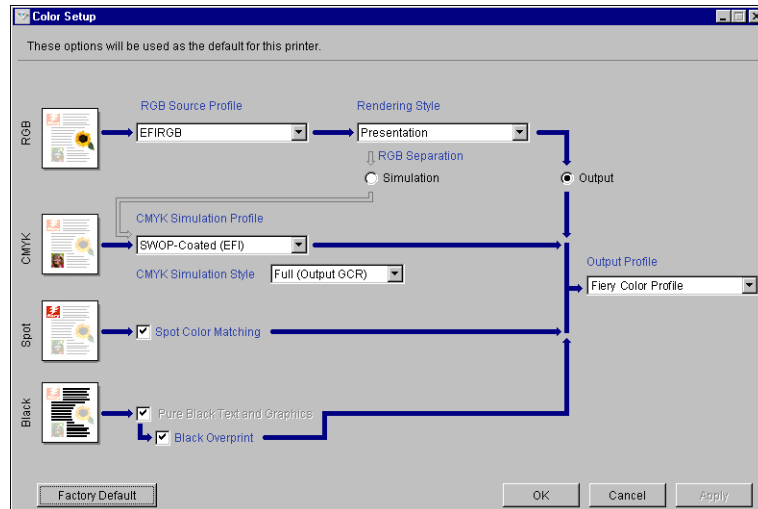 Color Setup
These options will be used as the default for this printer.
RGB Source Profile
Rendering Style
RGB
EFIRGB
Presentation
RGB Separation
Simulation
Output
CMYK Simulation Profile
CMYK
SWOP-Coated (EFI)
Output Profile
CMYK Simulation Style
Full (Output GCR)
Fiery Color Profile
Spot
Spot Color Matching
Black
Pure Black Text and Graphics
Black Overprint
Factory Default
OK
Cancel
Apply